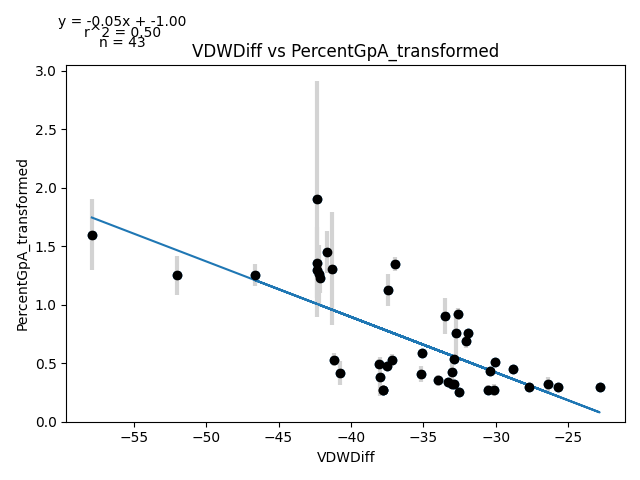 y = -0.05x + -1.00
r^2 = 0.50
n = 43
VDWDiff vs PercentGpA_transformed
3.0
2.5
2.0
1.5
1.0
0.5
0.0
PercentGpA_transformed
−55 −50 −45 −40 −35 −30 −25
VDWDiff